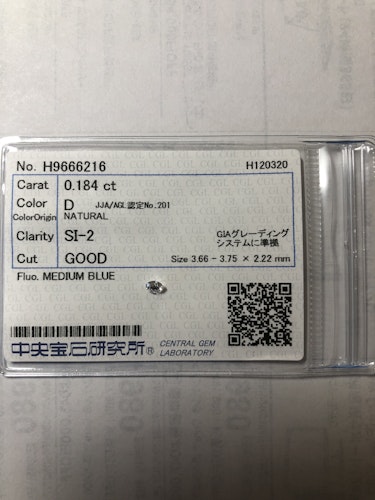 No. H9666216 H120320
Carat 0.184 ct
Color D JJA/AGL認定No.201
ColorOrigin NATURAL
Clarity SI-2 GIAグレーディング
システムに準拠
Cut GOOD Size 3.66 - 3.75 × 2.22 mm
Fluo. MEDIUM BLUE
中央宝石研究所® CENTRAL GEM
LABORATORY